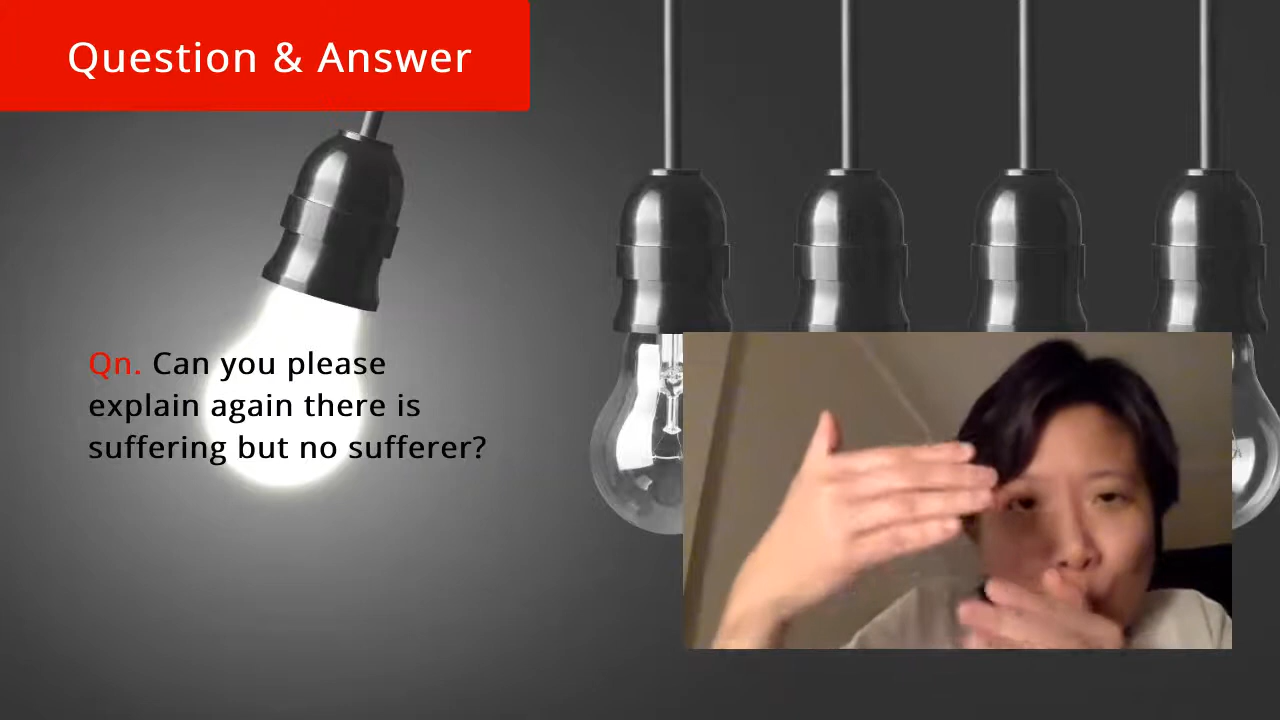 Question & Answer
Qn. Can you please
explain again there is
suffering but no sufferer?